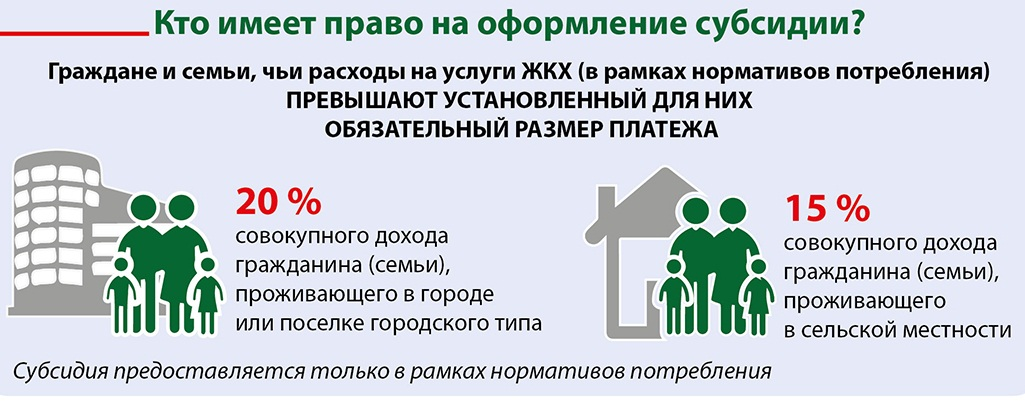 Кто имеет право на оформление субсидии?
Граждане и семьи, чьи расходы на услуги ЖКХ (в рамках нормативов потребления)
ПРЕВЫШАЮТ УСТАНОВЛЕННЫЙ ДЛЯ НИХ
ОБЯЗАТЕЛЬНЫЙ РАЗМЕР ПЛАТЕЖА
20 %
совокупного дохода
гражданина (семьи),
проживающего в городе
или поселке городского типа
15 %
совокупного дохода
гражданина (семьи),
проживающего
в сельской местности
Субсидия предоставляется только в рамках нормативов потребления